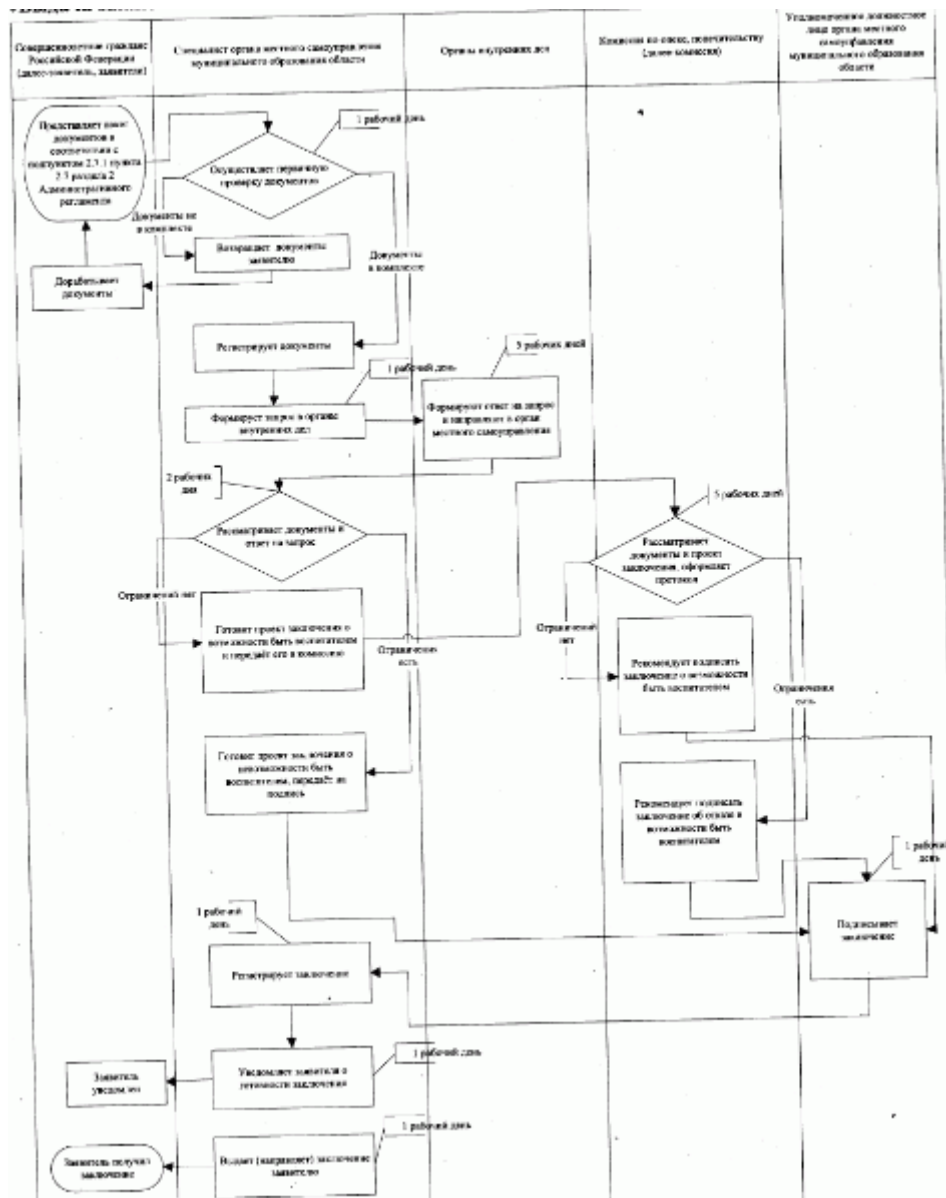 Совершеннолетние граждане
Российской Федерации
(далее-заявитель, заявители)
Специалист органа местного самоуправления
муниципального образования области
Органы внутренних дел
Комиссия по опеке, попечительству
(далее комиссия)
Уполномоченное должностное
лицо органа местного
самоуправления
муниципального образования
области
1 рабочий день
Представляет пакет
документов в
соответствии с
подпунктом 2.7.1 пункта
2.7 раздела 2
Административного
регламента
Осуществляет первичную
проверку документов
Документы не
в комплекте
Возвращает документы
заявителю
Документы
в комплекте
Дорабатывает
документы
Регистрирует документы
5 рабочих дней
1 рабочий день
Формирует запрос в органы
внутренних дел
Формируют ответ на запрос
и направляют в орган
местного самоуправления
2 рабочих
дня
5 рабочих дней
Рассматривает документы и
ответ на запрос
Рассматривает
документы и проект
заключения, оформляет
протокол
Ограничений нет
Готовит проект заключения о
возможности быть воспитателем
и передаёт его в комиссию
Ограничения
есть
Ограничений
нет
Рекомендует подписать
заключение о возможности
быть воспитателем
Ограничения
есть
Готовит проект заключения о
невозможности быть
воспитателем, передаёт на
подпись
Рекомендует подписать
заключение об отказе в
возможности быть
воспитателем
1 рабочий
день
Подписывает
заключение
1 рабочий
день
Регистрирует заключение
1 рабочий день
Заявитель
уведомлен
Уведомляет заявителя о
готовности заключения
1 рабочий день
Заявитель получил
заключение
Выдает (направляет) заключение
заявителю